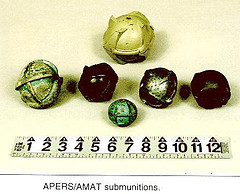 1 2 3 4 5 6 7 8 9 10 11 12
APERS/AMAT submunitions.